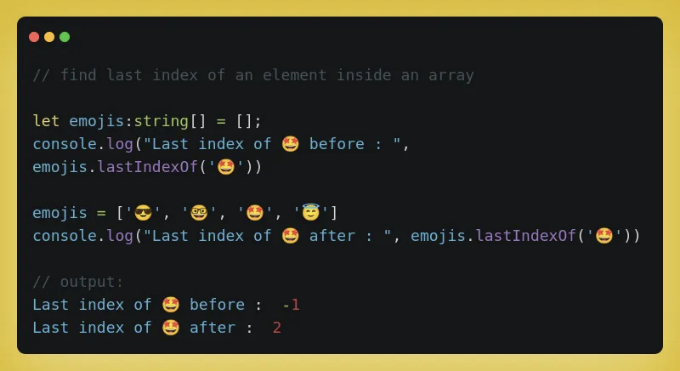 // find last index of an element inside an array
let emojis:string[] = [];
console.log("Last index of 🤩 before : ",
emojis.lastIndexOf('🤩'))
emojis = ['😎', '🤓', '🤩', '😇']
console.log("Last index of 🤩 after : ", emojis.lastIndexOf('🤩'))
// output:
Last index of 🤩 before :  -1
Last index of 🤩 after :  2